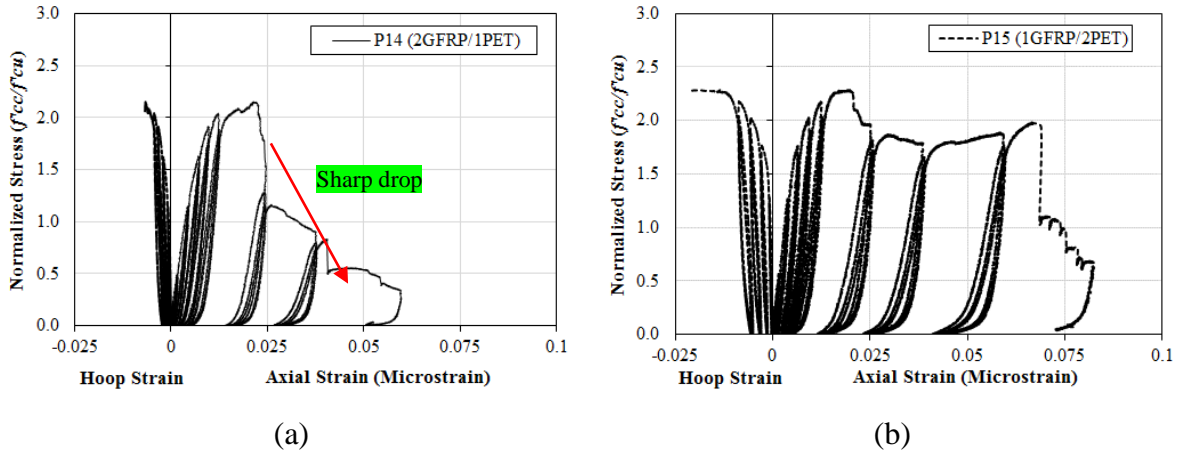 P14 (2GFRP/1PET)
Sharp drop
Normalized Stress (f'cc/f'cu)
3.0
2.5
2.0
1.5
1.0
0.5
0.0
-0.025
0
0.025
0.05
0.075
0.1
Hoop Strain
Axial Strain (Microstrain)
(a)
P15 (1GFRP/2PET)
Normalized Stress (f'cc/f'cu)
3.0
2.5
2.0
1.5
1.0
0.5
0.0
-0.025
0
0.025
0.05
0.075
0.1
Hoop Strain
Axial Strain (Microstrain)
(b)